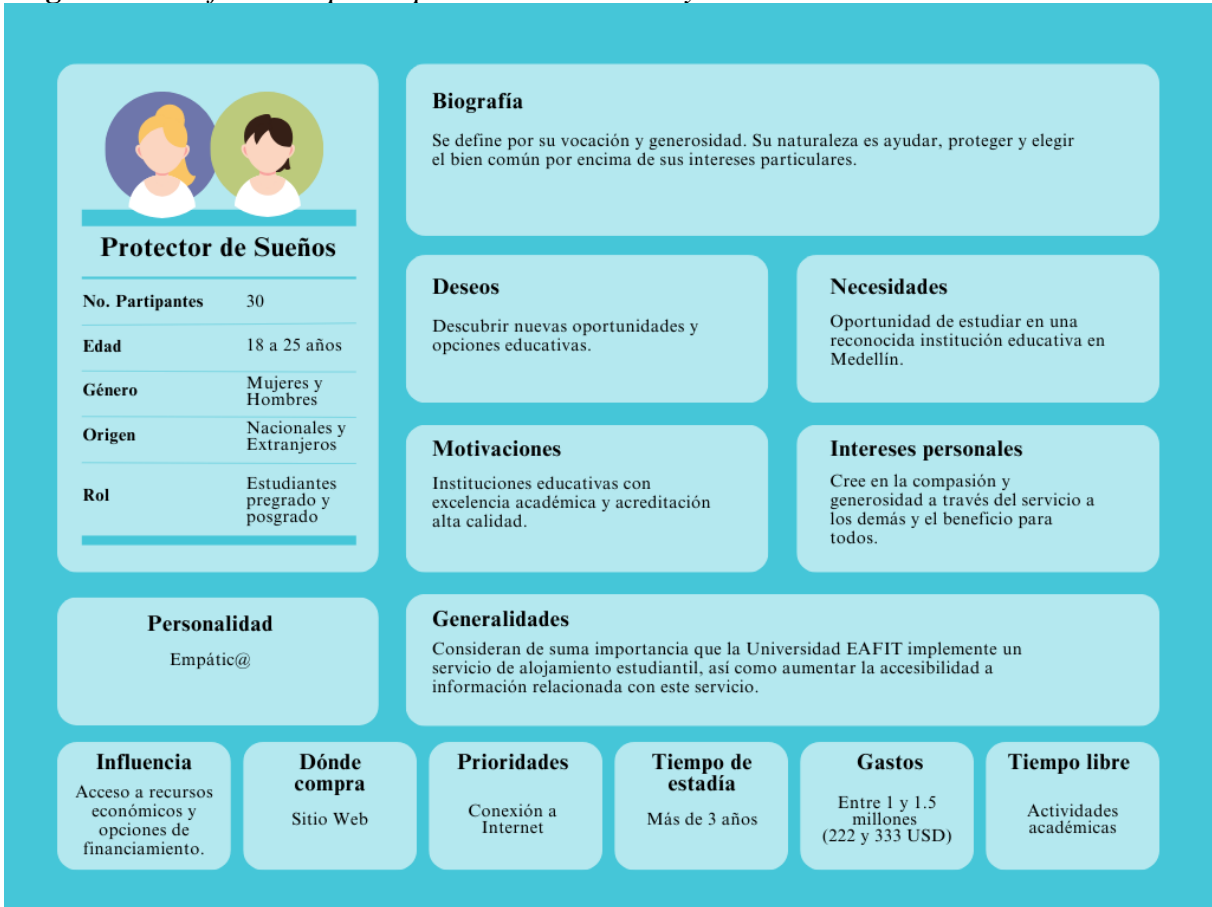 Protector de Sueños
No. Partipantes 30
Edad 18 a 25 años
Género Mujeres y
Hombres
Origen Nacionales y
Extranjeros
Rol Estudiantes
pregrado y
posgrado
Biografía
Se define por su vocación y generosidad. Su naturaleza es ayudar, proteger y elegir
el bien común por encima de sus intereses particulares.
Deseos
Descubrir nuevas oportunidades y
opciones educativas.
Necesidades
Oportunidad de estudiar en una
reconocida institución educativa en
Medellín.
Motivaciones
Instituciones educativas con
excelencia académica y acreditación
alta calidad.
Intereses personales
Cree en la compasión y
generosidad a través del servicio a
los demás y el beneficio para
todos.
Personalidad
Empátic@
Generalidades
Consideran de suma importancia que la Universidad EAFIT implemente un
servicio de alojamiento estudiantil, así como aumentar la accesibilidad a
información relacionada con este servicio.
Influencia
Acceso a recursos
económicos y
opciones de
financiamiento.
Dónde
compra
Sitio Web
Prioridades
Conexión a
Internet
Tiempo de
estadía
Más de 3 años
Gastos
Entre 1 y 1.5
millones
(222 y 333 USD)
Tiempo libre
Actividades
académicas